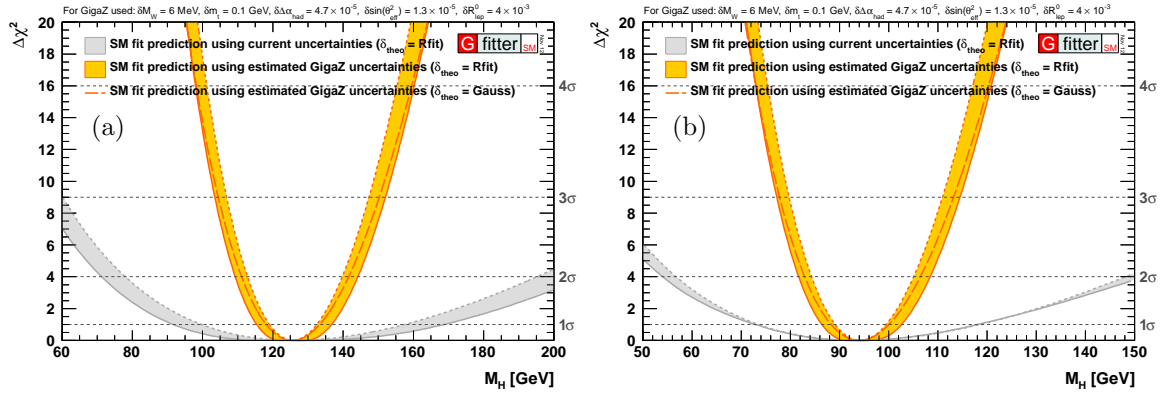 For GigaZ used: δM_W = 6 MeV, δm_t = 0.1 GeV, δΔα_had = 4.7×10⁻⁵, δsin(θ²_eff) = 1.3×10⁻⁵, δR⁰_lep = 4×10⁻³
Δχ²
SM fit prediction using current uncertainties (δ_theo = Rfit)
SM fit prediction using estimated GigaZ uncertainties (δ_theo = Rfit)
SM fit prediction using estimated GigaZ uncertainties (δ_theo = Gauss)
G fitter SM
(a)
20
18
16
14
12
10
8
6
4
2
0
4σ
3σ
2σ
1σ
60 80 100 120 140 160 180 200
M_H [GeV]
For GigaZ used: δM_W = 6 MeV, δm_t = 0.1 GeV, δΔα_had = 4.7×10⁻⁵, δsin(θ²_eff) = 1.3×10⁻⁵, δR⁰_lep = 4×10⁻³
Δχ²
SM fit prediction using current uncertainties (δ_theo = Rfit)
SM fit prediction using estimated GigaZ uncertainties (δ_theo = Rfit)
SM fit prediction using estimated GigaZ uncertainties (δ_theo = Gauss)
G fitter SM
(b)
20
18
16
14
12
10
8
6
4
2
0
4σ
3σ
2σ
1σ
50 60 70 80 90 100 110 120 130 140 150
M_H [GeV]